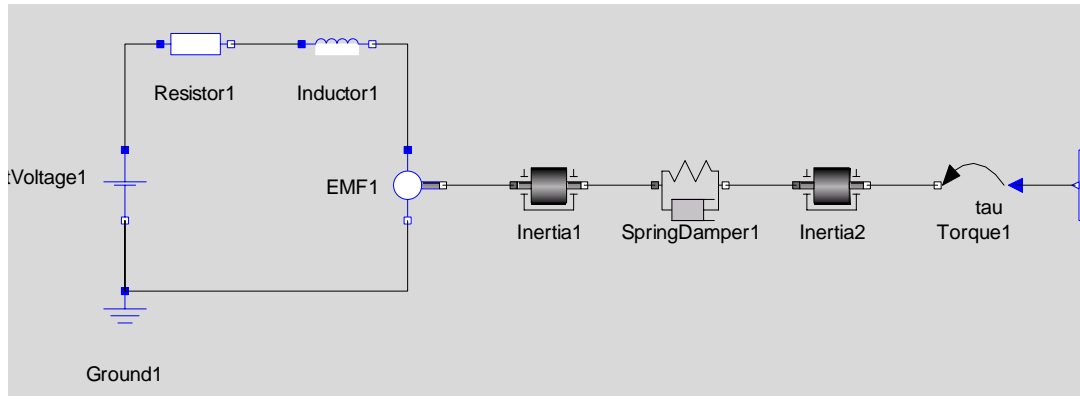 Resistor1
Inductor1
tVoltage1
EMF1
Inertia1
SpringDamper1
Inertia2
tau
Torque1
Ground1